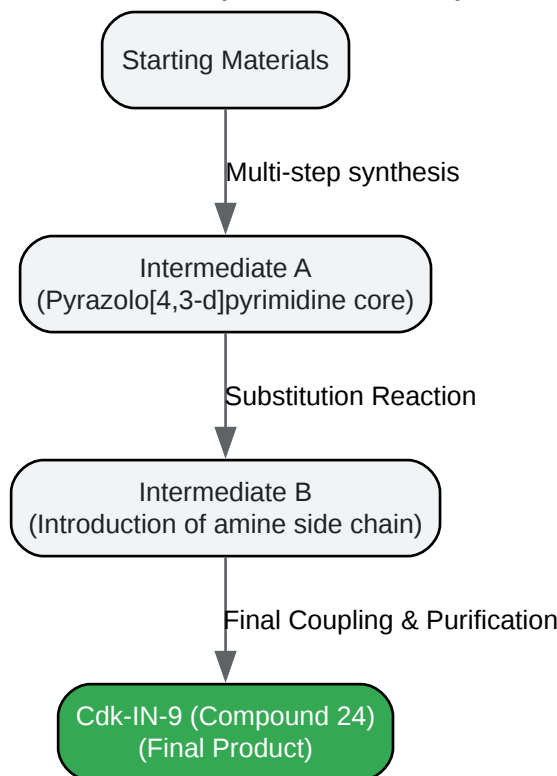 Starting Materials
Multi-step synthesis
Intermediate A
(Pyrazolo[4,3-d]pyrimidine core)
Substitution Reaction
Intermediate B
(Introduction of amine side chain)
Final Coupling & Purification
Cdk-IN-9 (Compound 24)
(Final Product)